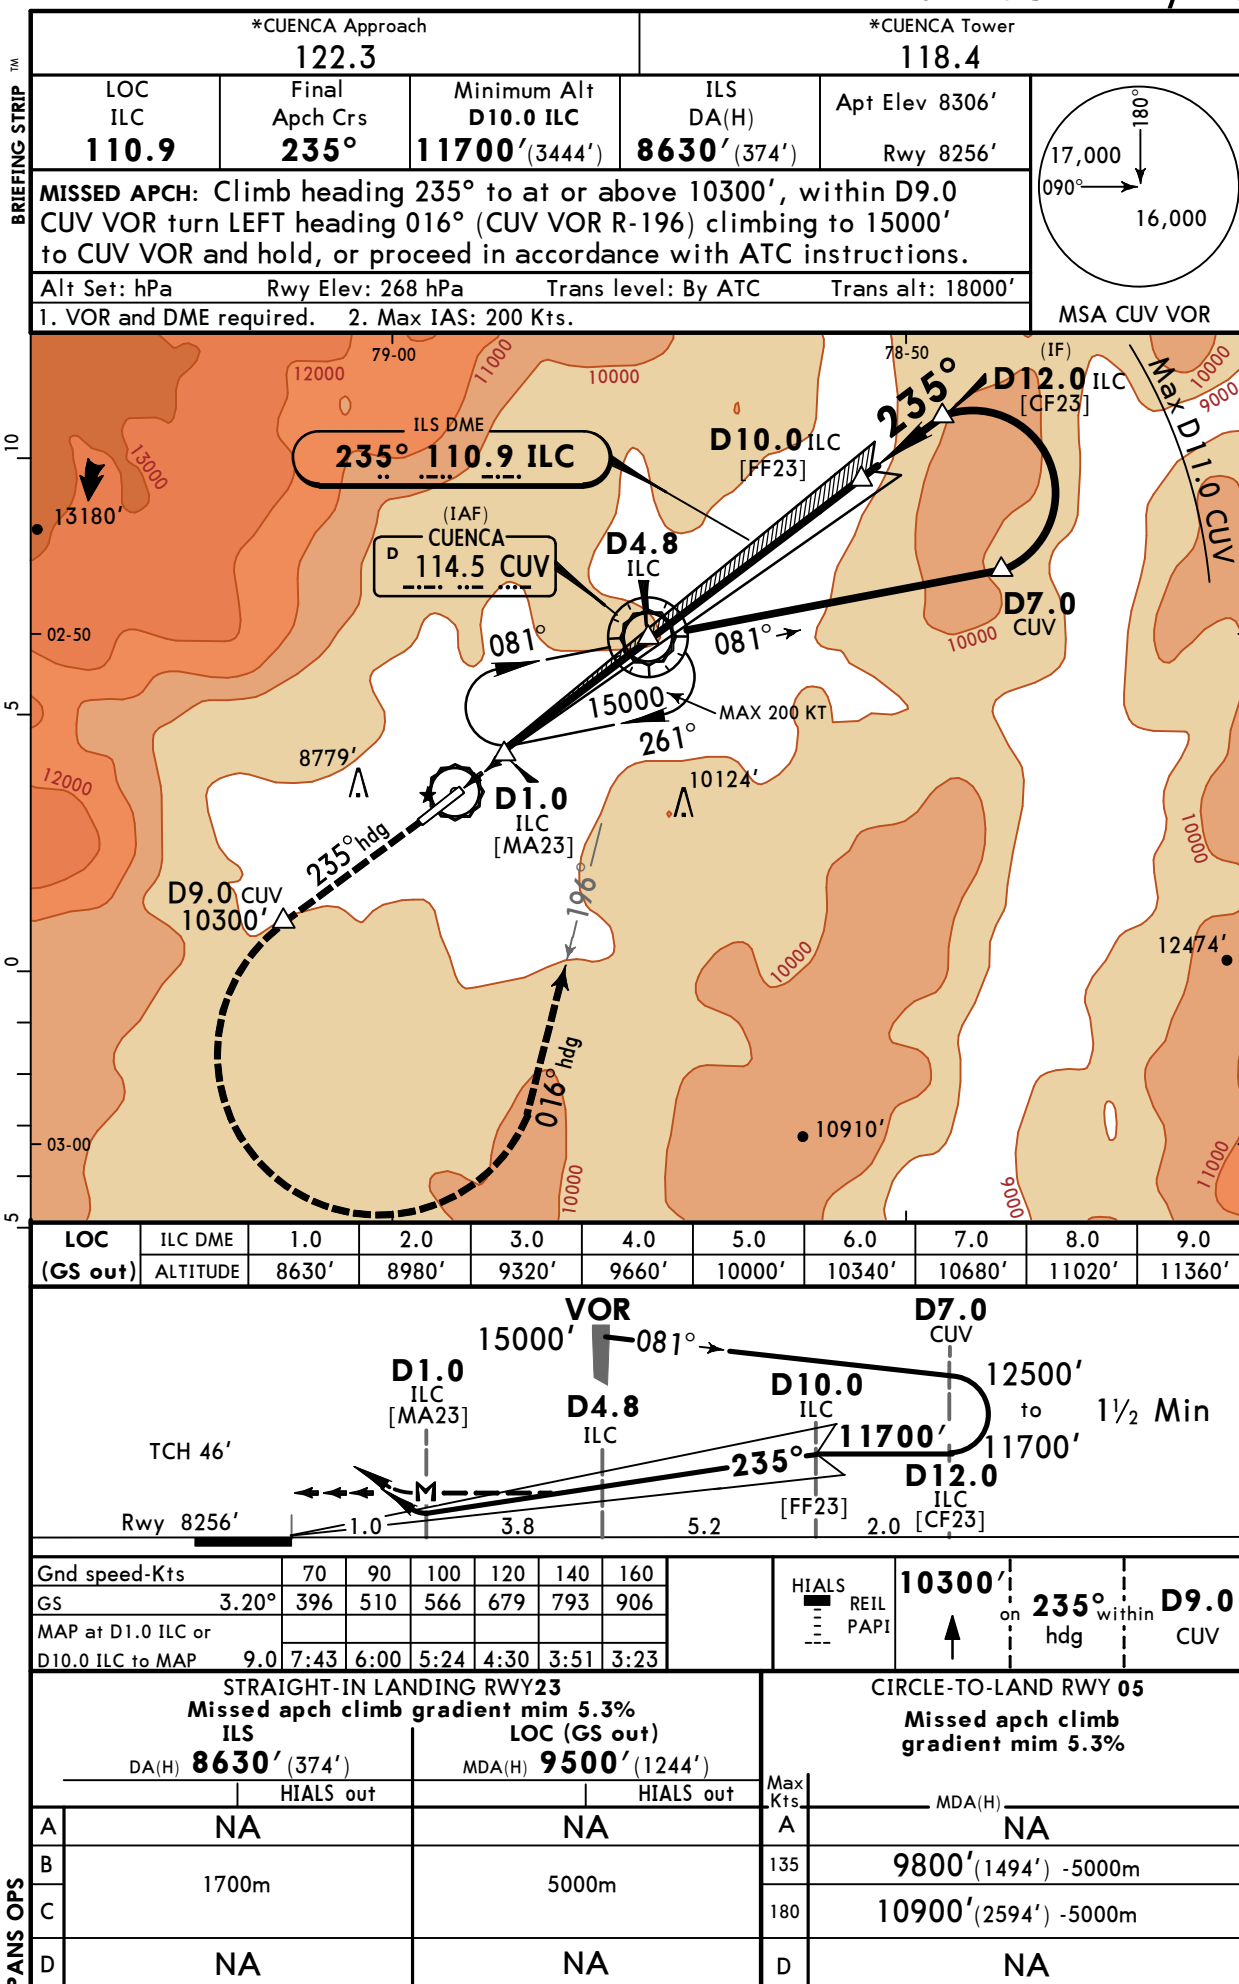 *CUENCA Approach
122.3
*CUENCA Tower
118.4
BRIEFING STRIP TM
LOC
ILC
110.9
Final
Apch Crs
235°
Minimum Alt
D10.0 ILC
11700'(3444')
ILS
DA(H)
8630'(374')
Apt Elev 8306'
Rwy 8256'
MISSED APCH: Climb heading 235° to at or above 10300', within D9.0
CUV VOR turn LEFT heading 016° (CUV VOR R-196) climbing to 15000'
to CUV VOR and hold, or proceed in accordance with ATC instructions.
Alt Set: hPa Rwy Elev: 268 hPa Trans level: By ATC Trans alt: 18000'
1. VOR and DME required. 2. Max IAS: 200 Kts.
180°
17,000
090°
16,000
MSA CUV VOR
79-00
78-50
12000
11000
10000
(IF)
D12.0 ILC
[CF23]
10000
9000
Max D11.0 CUV
235°
10
13000
13180'
ILS DME
235° 110.9 ILC
D10.0 ILC
[FF23]
(IAF)
CUENCA
D 114.5 CUV
D4.8
ILC
D7.0
CUV
10000
02-50
081°
081°
15000
MAX 200 KT
261°
5
12000
8779'
10124'
D1.0
ILC
[MA23]
10000
235°hdg
196°
D9.0 CUV
10300'
12474'
0
10000
016°hdg
10910'
03-00
10000
9000
11000
5
LOC
(GS out)
ILC DME 1.0 2.0 3.0 4.0 5.0 6.0 7.0 8.0 9.0
ALTITUDE 8630' 8980' 9320' 9660' 10000' 10340' 10680' 11020' 11360'
VOR
15000'
081°
D7.0
CUV
D1.0
ILC
[MA23]
D4.8
ILC
D10.0
ILC
12500'
to
11700'
1½ Min
11700'
235°
TCH 46'
M
[FF23]
D12.0
ILC
[CF23]
Rwy 8256'
1.0 3.8 5.2 2.0
Gnd speed-Kts 70 90 100 120 140 160
GS 3.20° 396 510 566 679 793 906
MAP at D1.0 ILC or
D10.0 ILC to MAP 9.0 7:43 6:00 5:24 4:30 3:51 3:23
HIALS
REIL
PAPI
10300'
on 235° hdg
within D9.0
CUV
STRAIGHT-IN LANDING RWY23
Missed apch climb gradient mim 5.3%
ILS
DA(H) 8630'(374')
HIALS out
LOC (GS out)
MDA(H) 9500'(1244')
HIALS out
CIRCLE-TO-LAND RWY 05
Missed apch climb
gradient mim 5.3%
Max
Kts
MDA(H)
A NA NA A NA
B 135 9800'(1494') -5000m
1700m 5000m
C 180 10900'(2594') -5000m
D NA NA D NA
PANS OPS